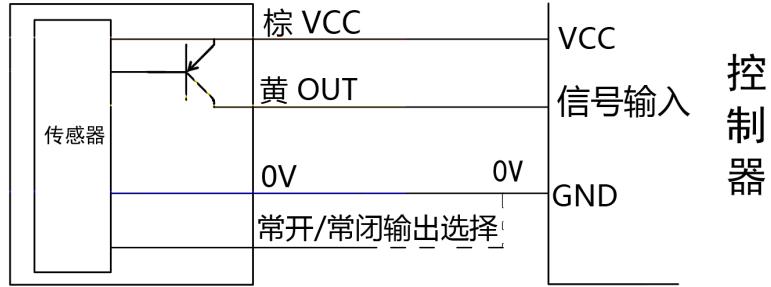 棕 VCC
VCC
黄 OUT
信号输入
传感器
0V
0V
GND
常开/常闭输出选择
控制器